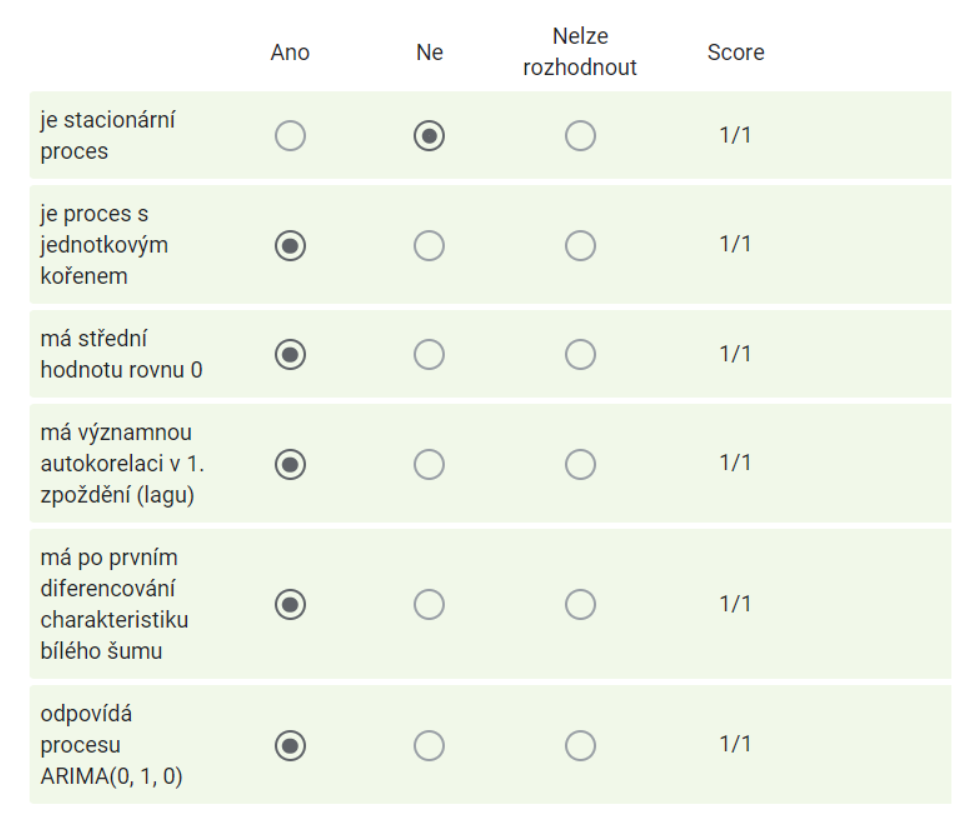 Ano Ne Nelze
rozhodnout Score
je stacionární
proces 1/1
je proces s
jednotkovým
kořenem 1/1
má střední
hodnotu rovnu 0 1/1
má významnou
autokorelaci v 1.
zpoždění (lagu) 1/1
má po prvním
diferencování
charakteristiku
bílého šumu 1/1
odpovídá
procesu
ARIMA(0, 1, 0) 1/1